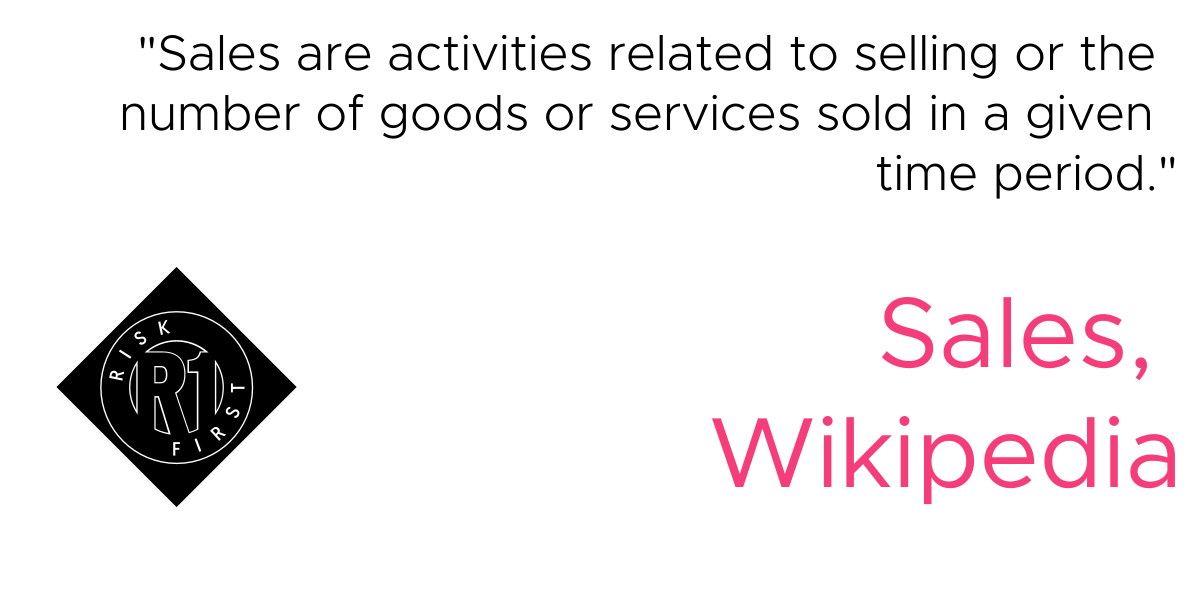 "Sales are activities related to selling or the
number of goods or services sold in a given
time period."
Sales,
Wikipedia
RISK
R1
FIRST